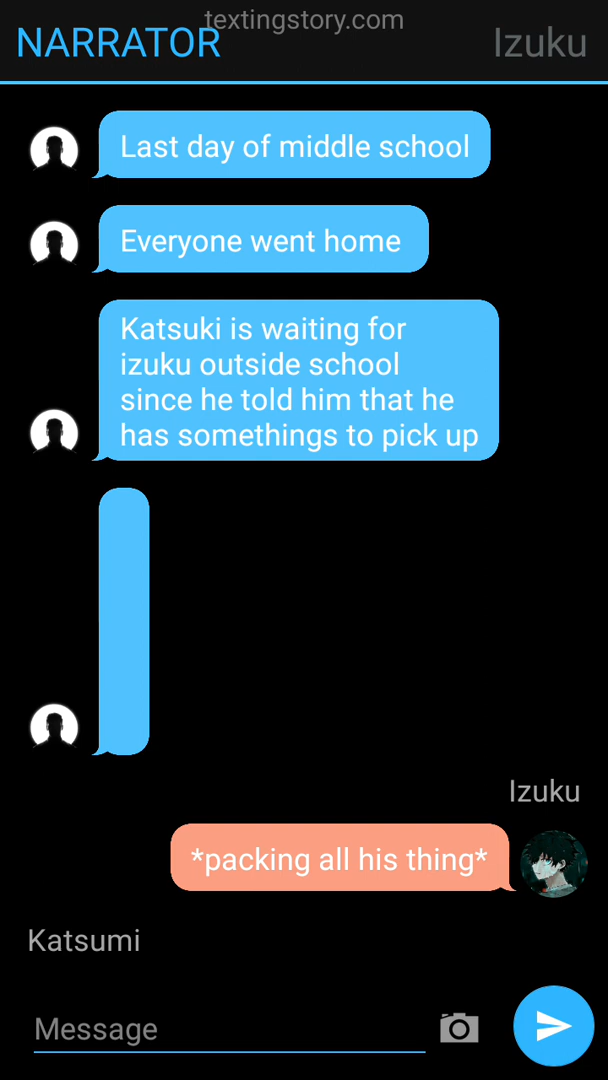 textingstory.com
NARRATOR
Izuku
Last day of middle school
Everyone went home
Katsuki is waiting for
izuku outside school
since he told him that he
has somethings to pick up
Izuku
*packing all his thing*
Katsumi
Message